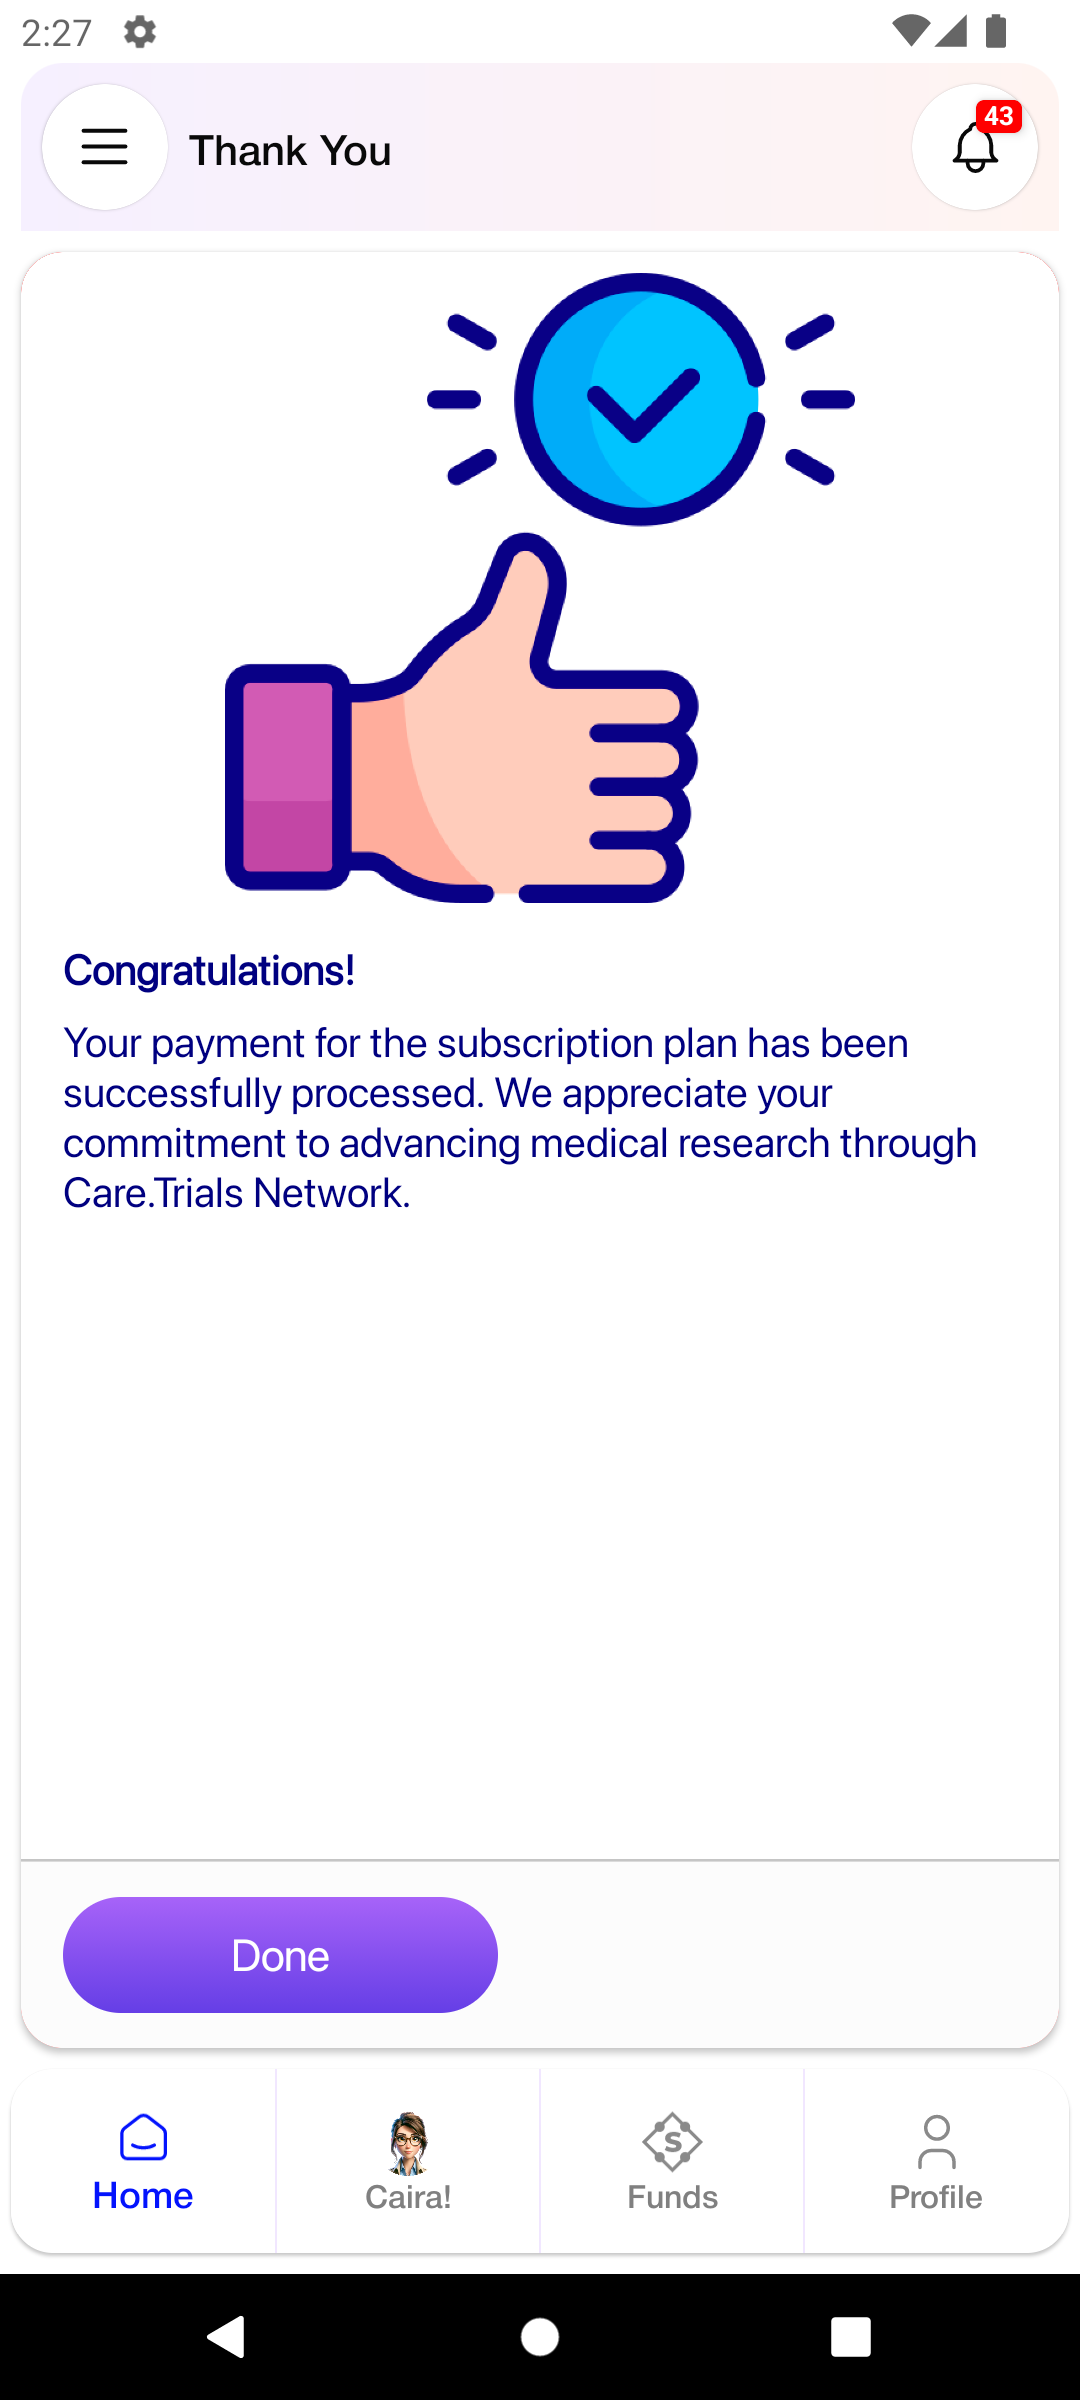 2:27
Thank You
43
Congratulations!
Your payment for the subscription plan has been
successfully processed. We appreciate your
commitment to advancing medical research through
Care.Trials Network.
Done
Home
Caira!
Funds
Profile